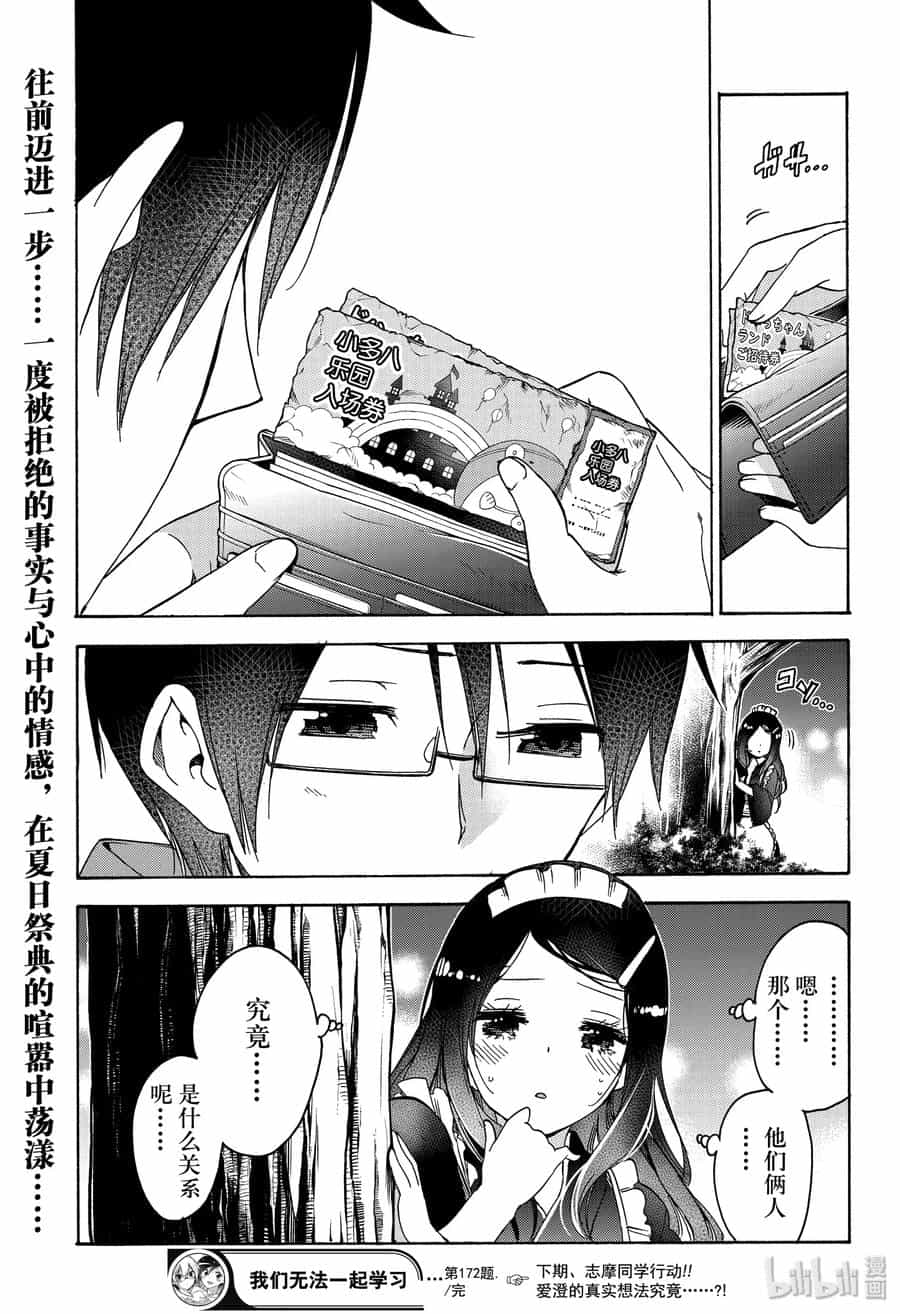 ガサ…
ランド
ご招待券
小多八
乐园
入场券
小多八
乐园
入场券
コソ…
………
嗯……
那个……
他们俩人
究竟……
是什么关系
呢……
往前迈进一步……一度被拒绝的事实与心中的情感，在夏日祭典的喧嚣中荡漾……
我们无法一起学习
…第172题/完
☞ 下期、志摩同学行动!!
爱澄的真实想法究竟……?!
bilibili漫画